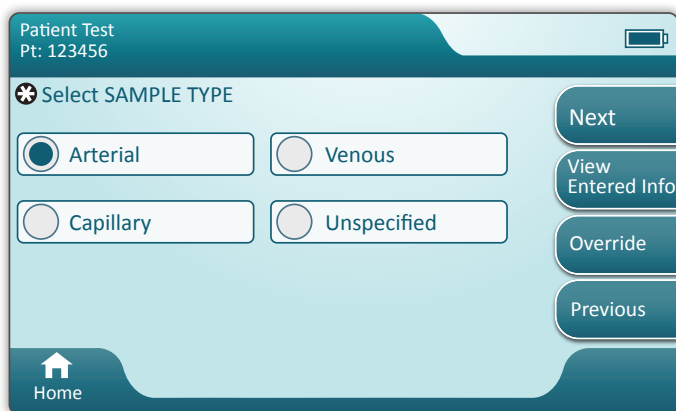 Patient Test
Pt: 123456
Select SAMPLE TYPE
Arterial
Venous
Capillary
Unspecified
Next
View
Entered Info
Override
Previous
Home